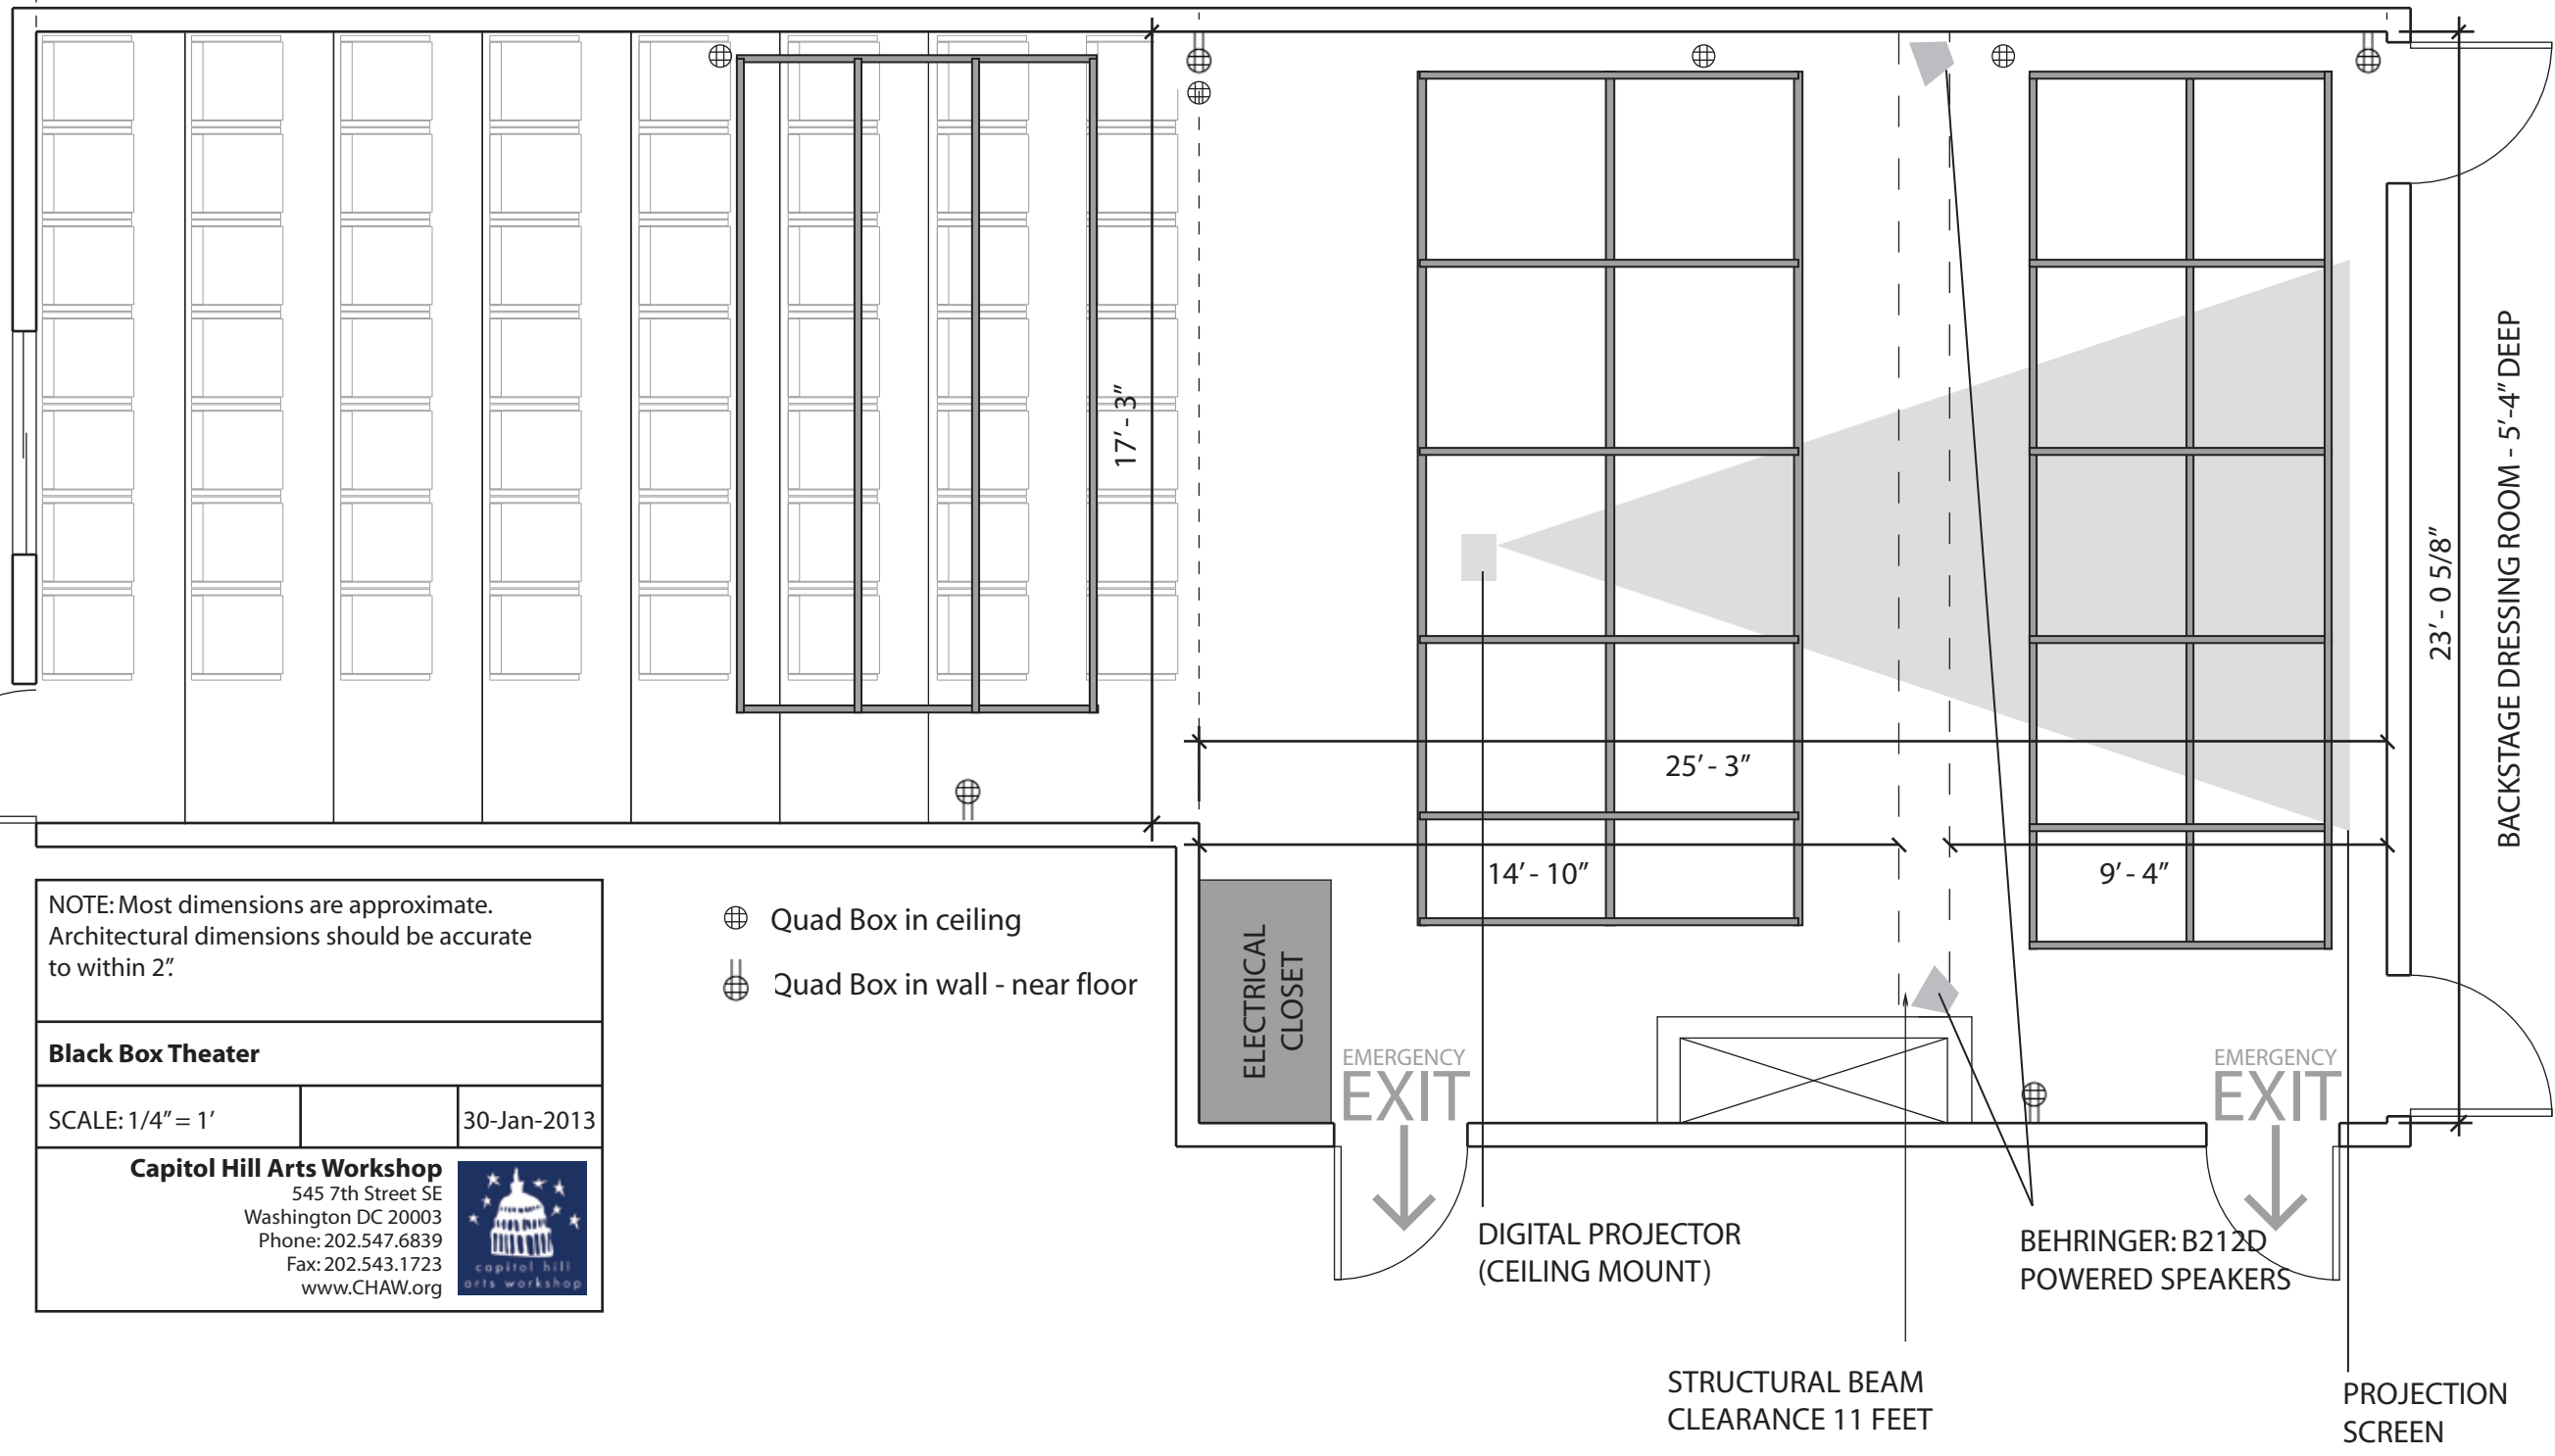 17’ - 3”
25’ - 3”
14’ - 10”
9’ - 4”
23’ - 0 5/8”
BACKSTAGE DRESSING ROOM - 5’ -4” DEEP
NOTE: Most dimensions are approximate.
Architectural dimensions should be accurate
to within 2”.
Black Box Theater
SCALE: 1/4” = 1’
30-Jan-2013
Capitol Hill Arts Workshop
545 7th Street SE
Washington DC 20003
Phone: 202.547.6839
Fax: 202.543.1723
www.CHAW.org
capitol hill
arts workshop
Quad Box in ceiling
Quad Box in wall - near floor
ELECTRICAL
CLOSET
EMERGENCY
EXIT
EMERGENCY
EXIT
DIGITAL PROJECTOR
(CEILING MOUNT)
BEHRINGER: B212D
POWERED SPEAKERS
STRUCTURAL BEAM
CLEARANCE 11 FEET
PROJECTION
SCREEN